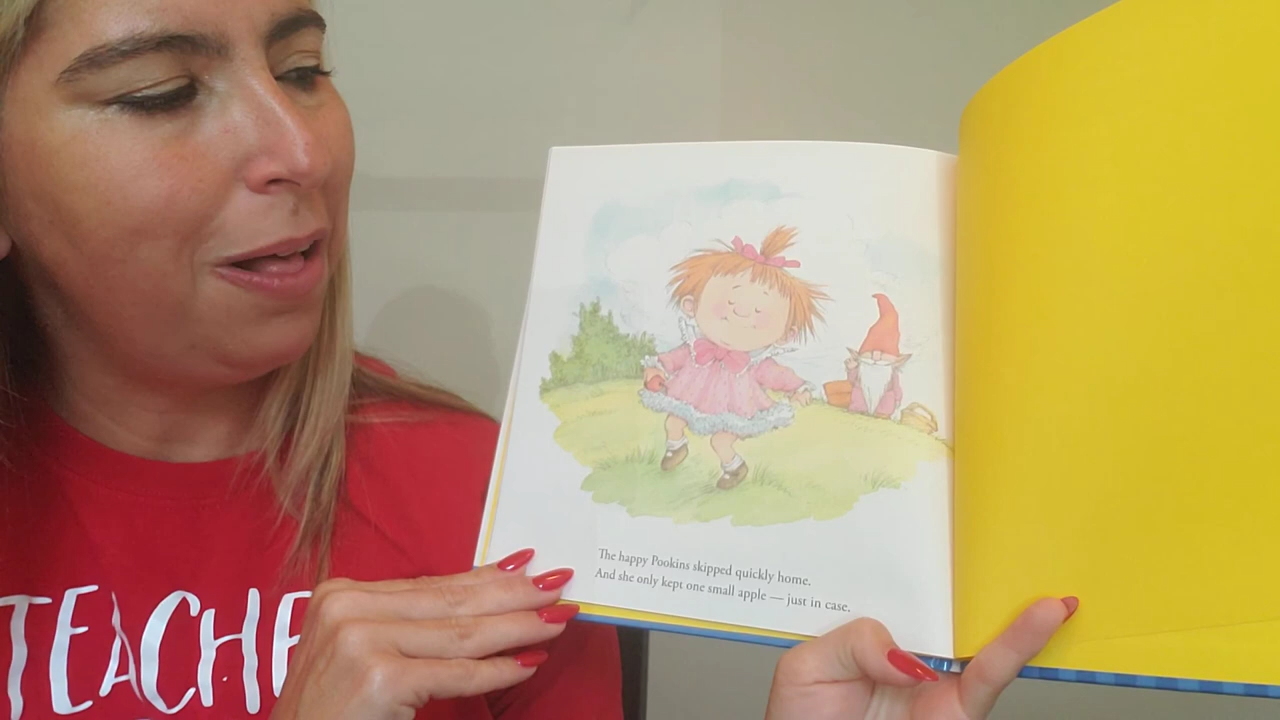 TEACHE
The happy Pookins skipped quickly home.
And she only kept one small apple — just in case.